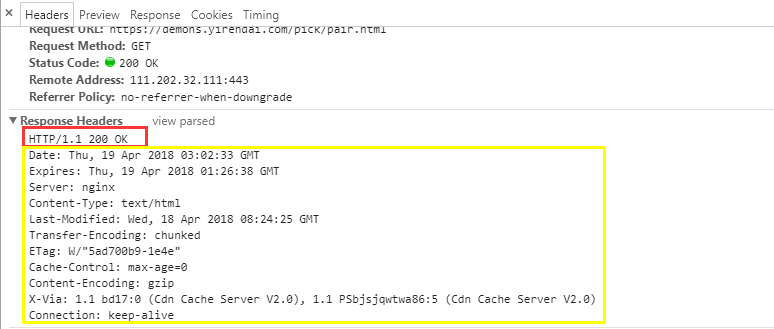 × Headers Preview Response Cookies Timing
Request URL: https://demons.yirendai.com/pick/pair.html
Request Method: GET
Status Code: 200 OK
Remote Address: 111.202.32.111:443
Referrer Policy: no-referrer-when-downgrade
▼ Response Headers view parsed
HTTP/1.1 200 OK
Date: Thu, 19 Apr 2018 03:02:33 GMT
Expires: Thu, 19 Apr 2018 01:26:38 GMT
Server: nginx
Content-Type: text/html
Last-Modified: Wed, 18 Apr 2018 08:24:25 GMT
Transfer-Encoding: chunked
ETag: W/"5ad700b9-1e4e"
Cache-Control: max-age=0
Content-Encoding: gzip
X-Via: 1.1 bd17:0 (Cdn Cache Server V2.0), 1.1 PSbjsjqwtwa86:5 (Cdn Cache Server V2.0)
Connection: keep-alive